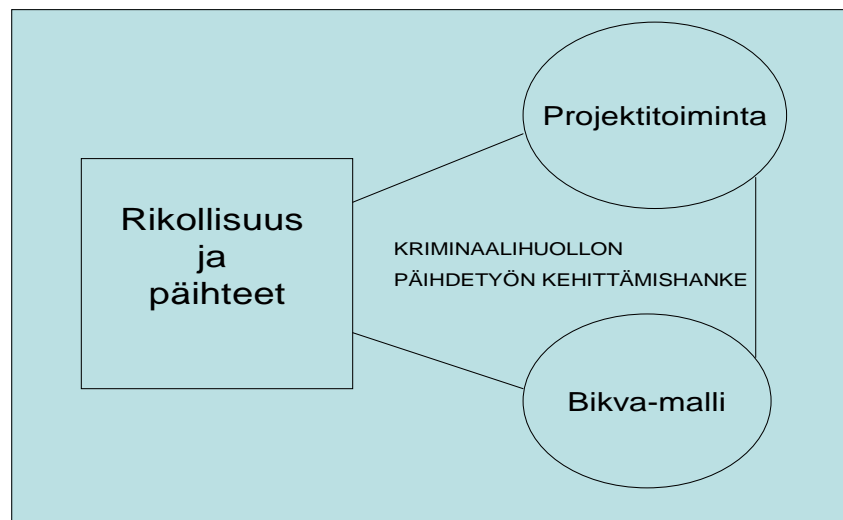 Projektitoiminta
Rikollisuus
ja
päihteet
KRIMINAALIHUOLLON
PÄIHDETYÖN KEHITTÄMISHANKE
Bikva-malli